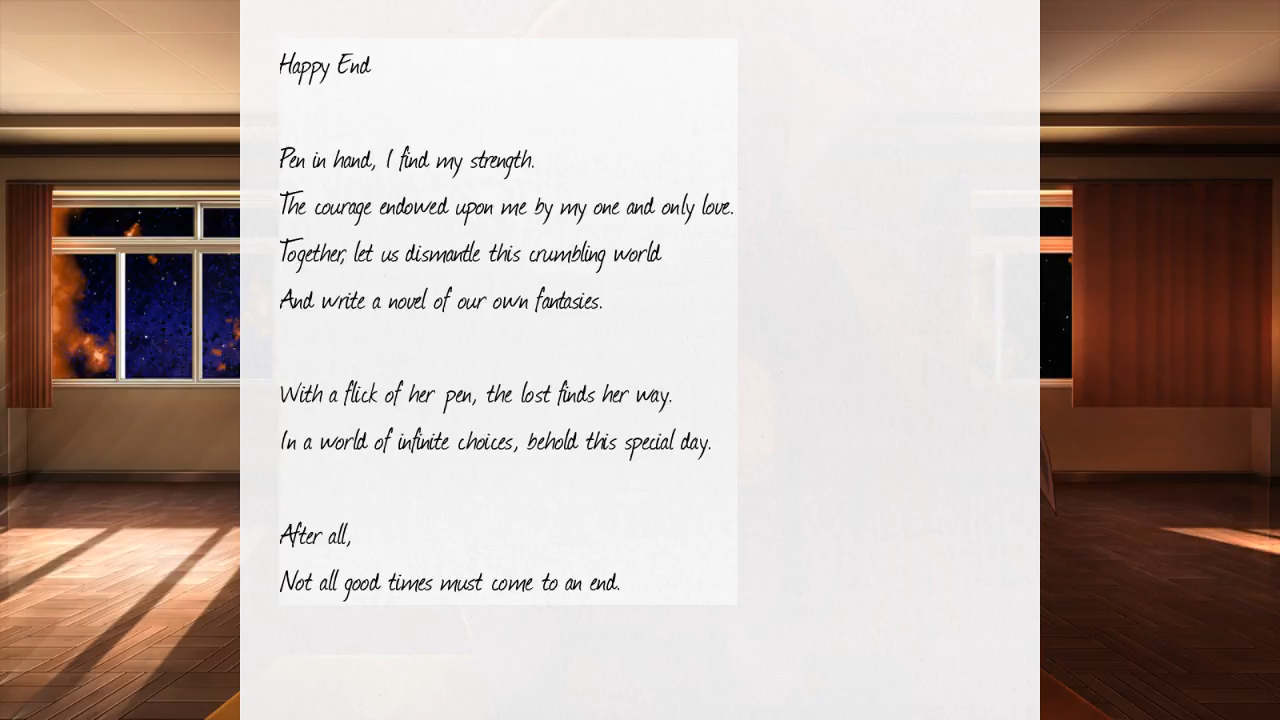 Happy End
Pen in hand, I find my strength.
The courage endowed upon me by my one and only love.
Together, let us dismantle this crumbling world
And write a novel of our own fantasies.
With a flick of her pen, the lost finds her way.
In a world of infinite choices, behold this special day.
After all,
Not all good times must come to an end.